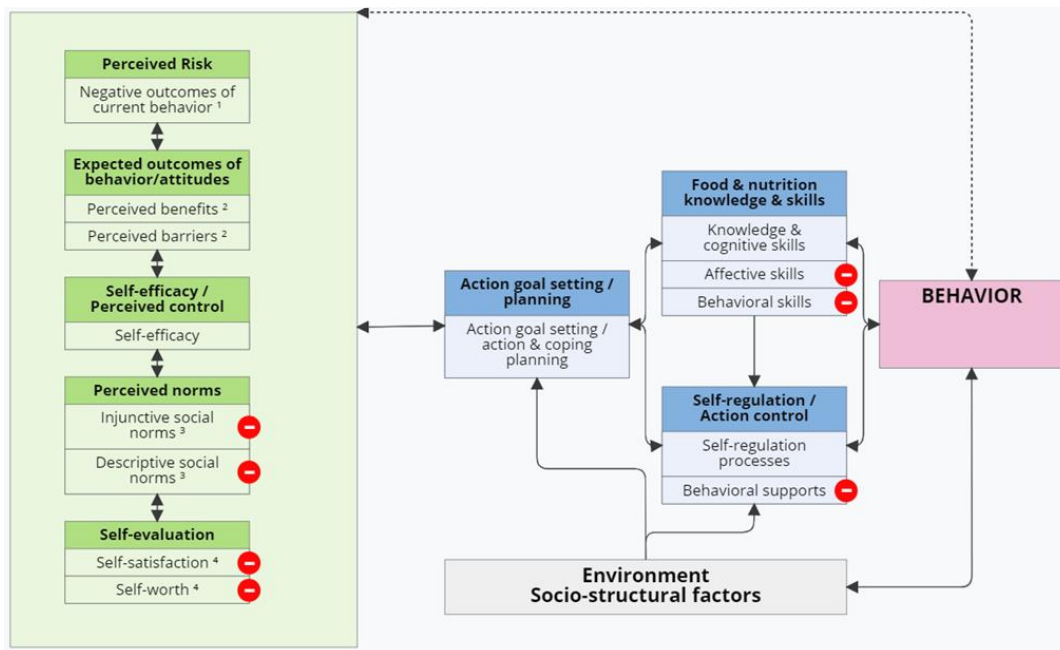 Perceived Risk
Negative outcomes of
current behavior ¹
Expected outcomes of
behavior/attitudes
Perceived benefits ²
Perceived barriers ²
Self-efficacy /
Perceived control
Self-efficacy
Perceived norms
Injunctive social
norms ³
Descriptive social
norms ³
Self-evaluation
Self-satisfaction ⁴
Self-worth ⁴
Action goal setting /
planning
Action goal setting /
action & coping
planning
Food & nutrition
knowledge & skills
Knowledge &
cognitive skills
Affective skills
Behavioral skills
Self-regulation /
Action control
Self-regulation
processes
Behavioral supports
BEHAVIOR
Environment
Socio-structural factors